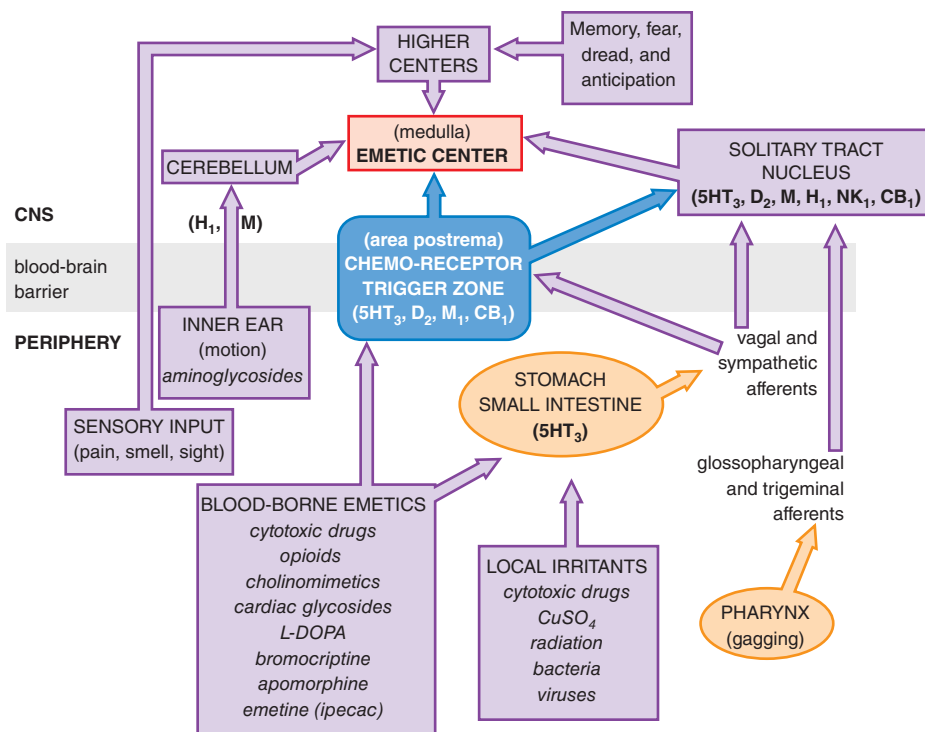 HIGHER
CENTERS
Memory, fear,
dread, and
anticipation
(medulla)
EMETIC CENTER
CEREBELLUM
SOLITARY TRACT
NUCLEUS
(5HT₃, D₂, M, H₁, NK₁, CB₁)
CNS
(H₁, M)
(area postrema)
CHEMO-RECEPTOR
TRIGGER ZONE
(5HT₃, D₂, M₁, CB₁)
blood-brain
barrier
PERIPHERY
INNER EAR
(motion)
aminoglycosides
vagal and
sympathetic
afferents
STOMACH
SMALL INTESTINE
(5HT₃)
SENSORY INPUT
(pain, smell, sight)
glossopharyngeal
and trigeminal
afferents
BLOOD-BORNE EMETICS
cytotoxic drugs
opioids
cholinomimetics
cardiac glycosides
L-DOPA
bromocriptine
apomorphine
emetine (ipecac)
LOCAL IRRITANTS
cytotoxic drugs
CuSO₄
radiation
bacteria
viruses
PHARYNX
(gagging)